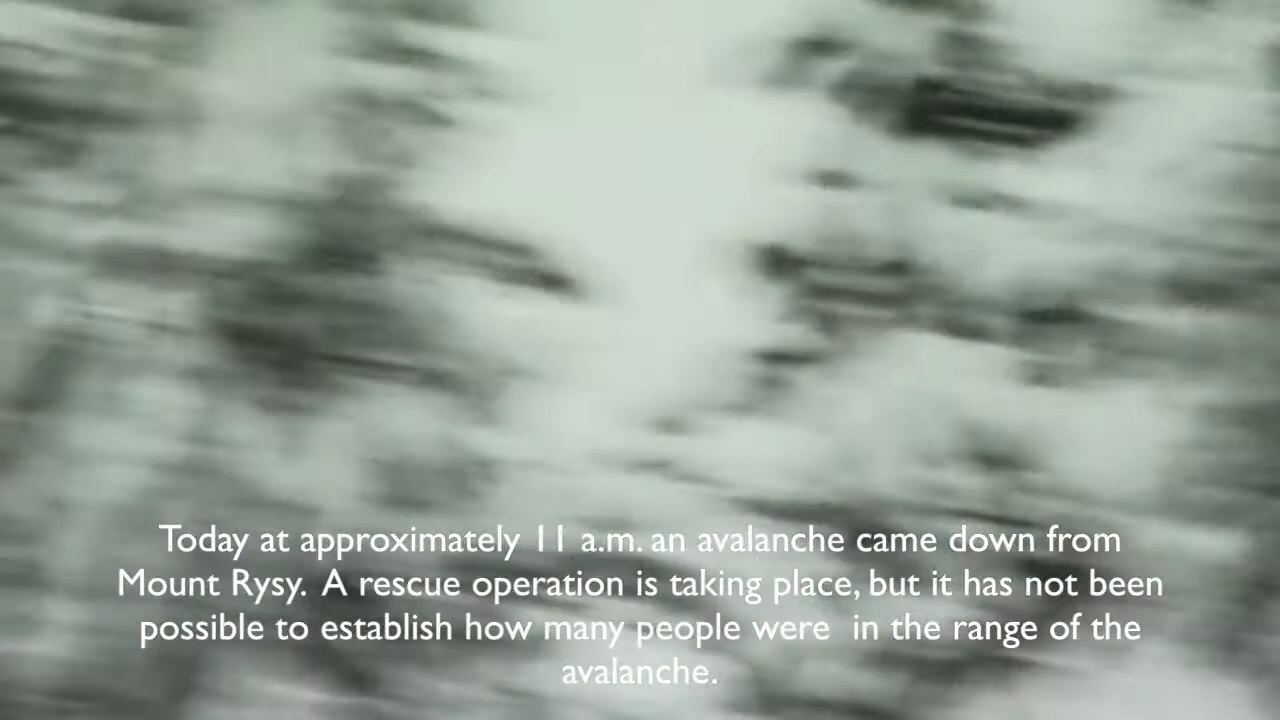 Today at approximately 11 a.m. an avalanche came down from
Mount Rysy. A rescue operation is taking place, but it has not been
possible to establish how many people were  in the range of the
avalanche.